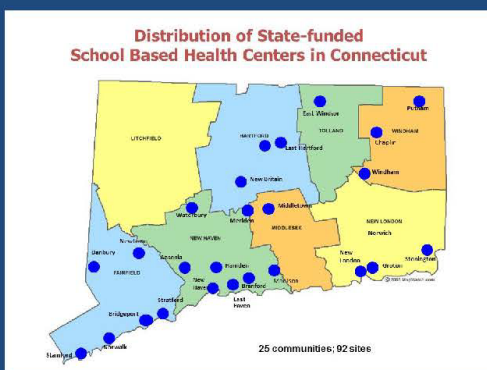 Distribution of State-funded
School Based Health Centers in Connecticut
East Windsor
Putnam
LITCHFIELD
HARTFORD
TOLLAND
WINDHAM
East Hartford
Chaplin
New Britain
Windham
Waterbury
Meriden
Middletown
NEW LONDON
Norwich
MIDDLESEX
NEW HAVEN
Newtown
Danbury
Ansonia
Hamden
New
London
Groton
Stonington
FAIRFIELD
New
Haven
Branford
Madison
East
Haven
Stratford
Bridgeport
Norwalk
Stamford
25 communities; 92 sites